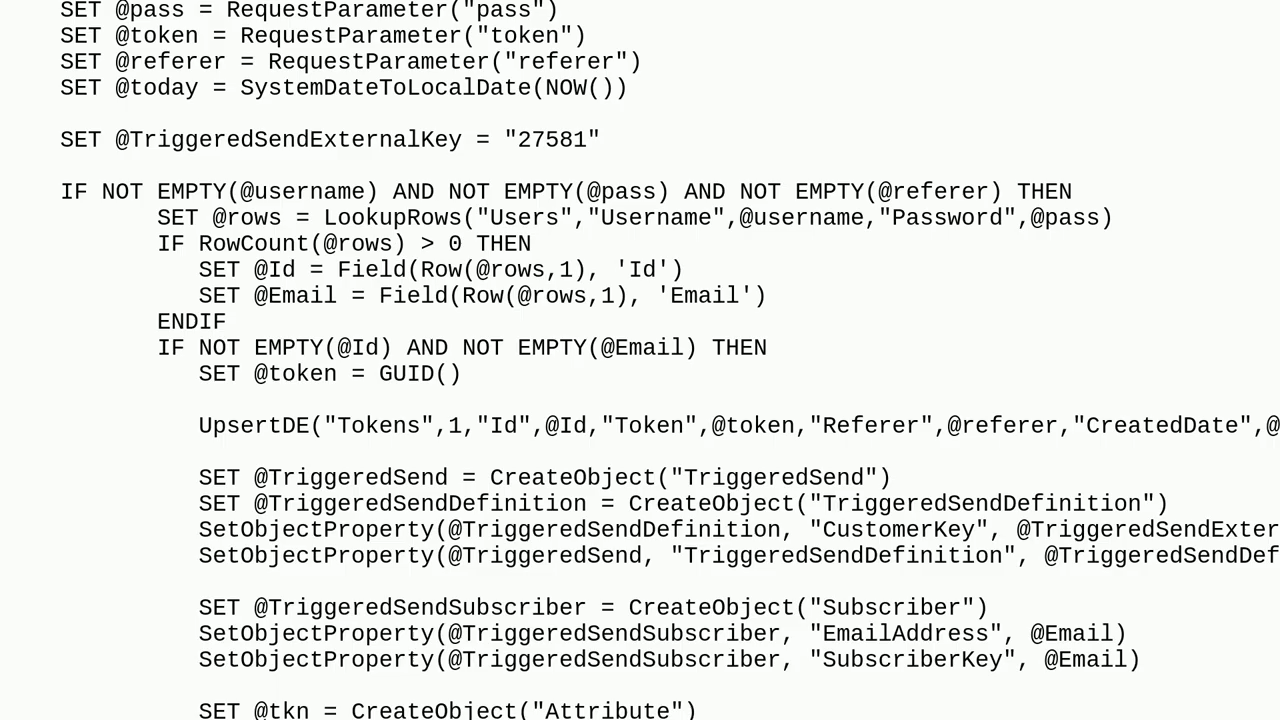 SET @pass = RequestParameter("pass")
SET @token = RequestParameter("token")
SET @referer = RequestParameter("referer")
SET @today = SystemDateToLocalDate(NOW())
SET @TriggeredSendExternalKey = "27581"
IF NOT EMPTY(@username) AND NOT EMPTY(@pass) AND NOT EMPTY(@referer) THEN
SET @rows = LookupRows("Users","Username",@username,"Password",@pass)
IF RowCount(@rows) > 0 THEN
SET @Id = Field(Row(@rows,1), 'Id')
SET @Email = Field(Row(@rows,1), 'Email')
ENDIF
IF NOT EMPTY(@Id) AND NOT EMPTY(@Email) THEN
SET @token = GUID()
UpsertDE("Tokens",1,"Id",@Id,"Token",@token,"Referer",@referer,"CreatedDate",@
SET @TriggeredSend = CreateObject("TriggeredSend")
SET @TriggeredSendDefinition = CreateObject("TriggeredSendDefinition")
SetObjectProperty(@TriggeredSendDefinition, "CustomerKey", @TriggeredSendExter
SetObjectProperty(@TriggeredSend, "TriggeredSendDefinition", @TriggeredSendDef
SET @TriggeredSendSubscriber = CreateObject("Subscriber")
SetObjectProperty(@TriggeredSendSubscriber, "EmailAddress", @Email)
SetObjectProperty(@TriggeredSendSubscriber, "SubscriberKey", @Email)
SET @tkn = CreateObject("Attribute")